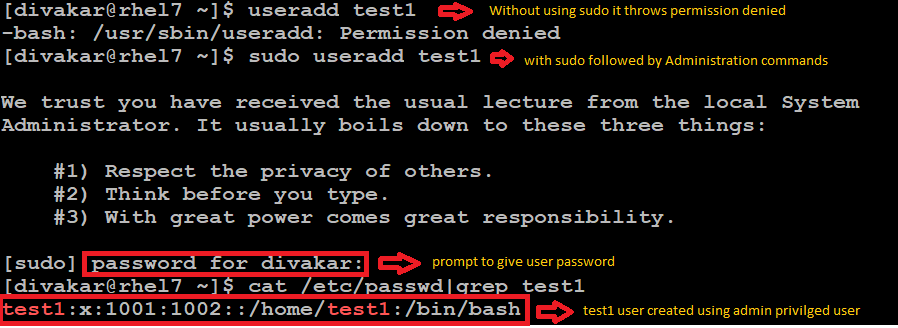 [divakar@rhel7 ~]$ useradd test1 Without using sudo it throws permission denied
-bash: /usr/sbin/useradd: Permission denied
[divakar@rhel7 ~]$ sudo useradd test1 with sudo followed by Administration commands
We trust you have received the usual lecture from the local System
Administrator. It usually boils down to these three things:
#1) Respect the privacy of others.
#2) Think before you type.
#3) With great power comes great responsibility.
[sudo] password for divakar: prompt to give user password
[divakar@rhel7 ~]$ cat /etc/passwd|grep test1
test1:x:1001:1002::/home/test1:/bin/bash test1 user created using admin privilged user